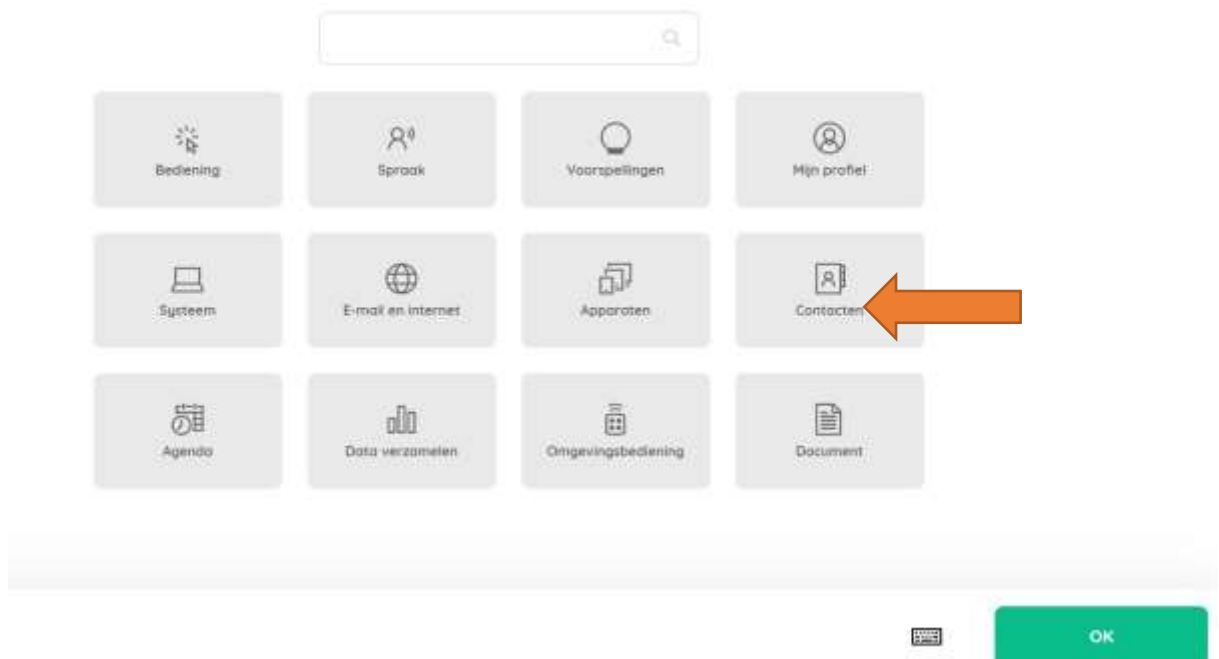 Bediening
Spraak
Voorspellingen
Mijn profiel
Systeem
E-mail en internet
Apparaten
Contacten
Agenda
Data verzamelen
Omgevingsbediening
Document
OK